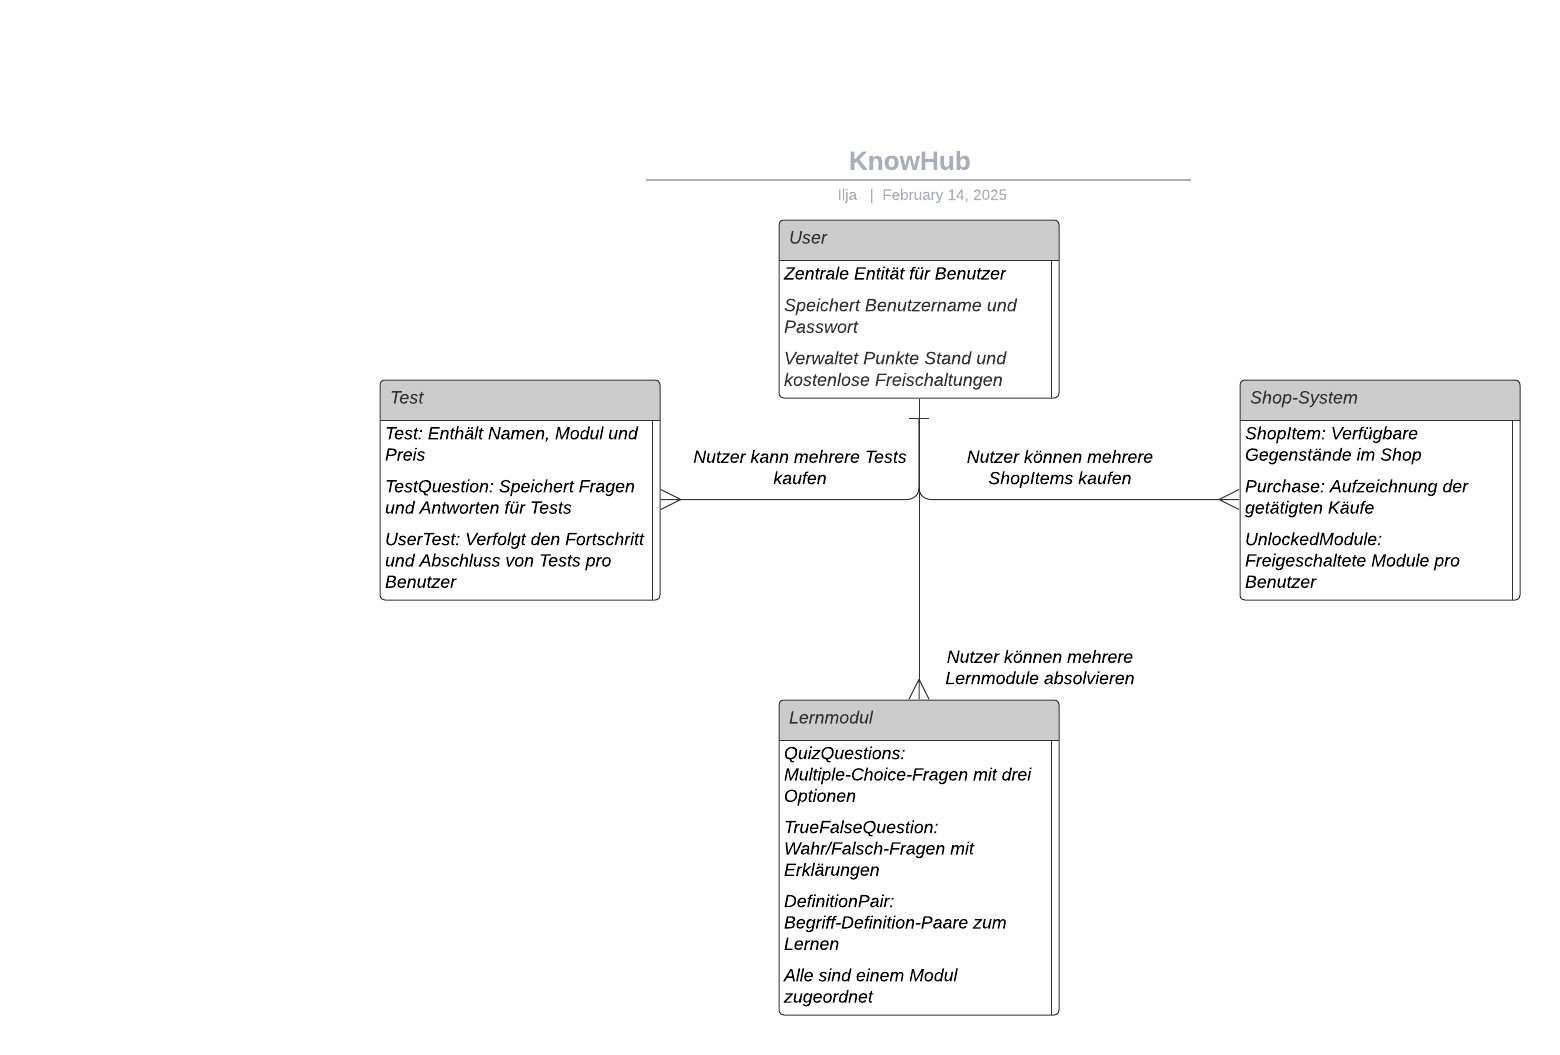 KnowHub
Ilja | February 14, 2025
User
Zentrale Entität für Benutzer
Speichert Benutzername und
Passwort
Verwaltet Punkte Stand und
kostenlose Freischaltungen
Test
Test: Enthält Namen, Modul und
Preis
TestQuestion: Speichert Fragen
und Antworten für Tests
UserTest: Verfolgt den Fortschritt
und Abschluss von Tests pro
Benutzer
Nutzer kann mehrere Tests
kaufen
Nutzer können mehrere
ShopItems kaufen
Shop-System
ShopItem: Verfügbare
Gegenstände im Shop
Purchase: Aufzeichnung der
getätigten Käufe
UnlockedModule:
Freigeschaltete Module pro
Benutzer
Nutzer können mehrere
Lernmodule absolvieren
Lernmodul
QuizQuestions:
Multiple-Choice-Fragen mit drei
Optionen
TrueFalseQuestion:
Wahr/Falsch-Fragen mit
Erklärungen
DefinitionPair:
Begriff-Definition-Paare zum
Lernen
Alle sind einem Modul
zugeordnet